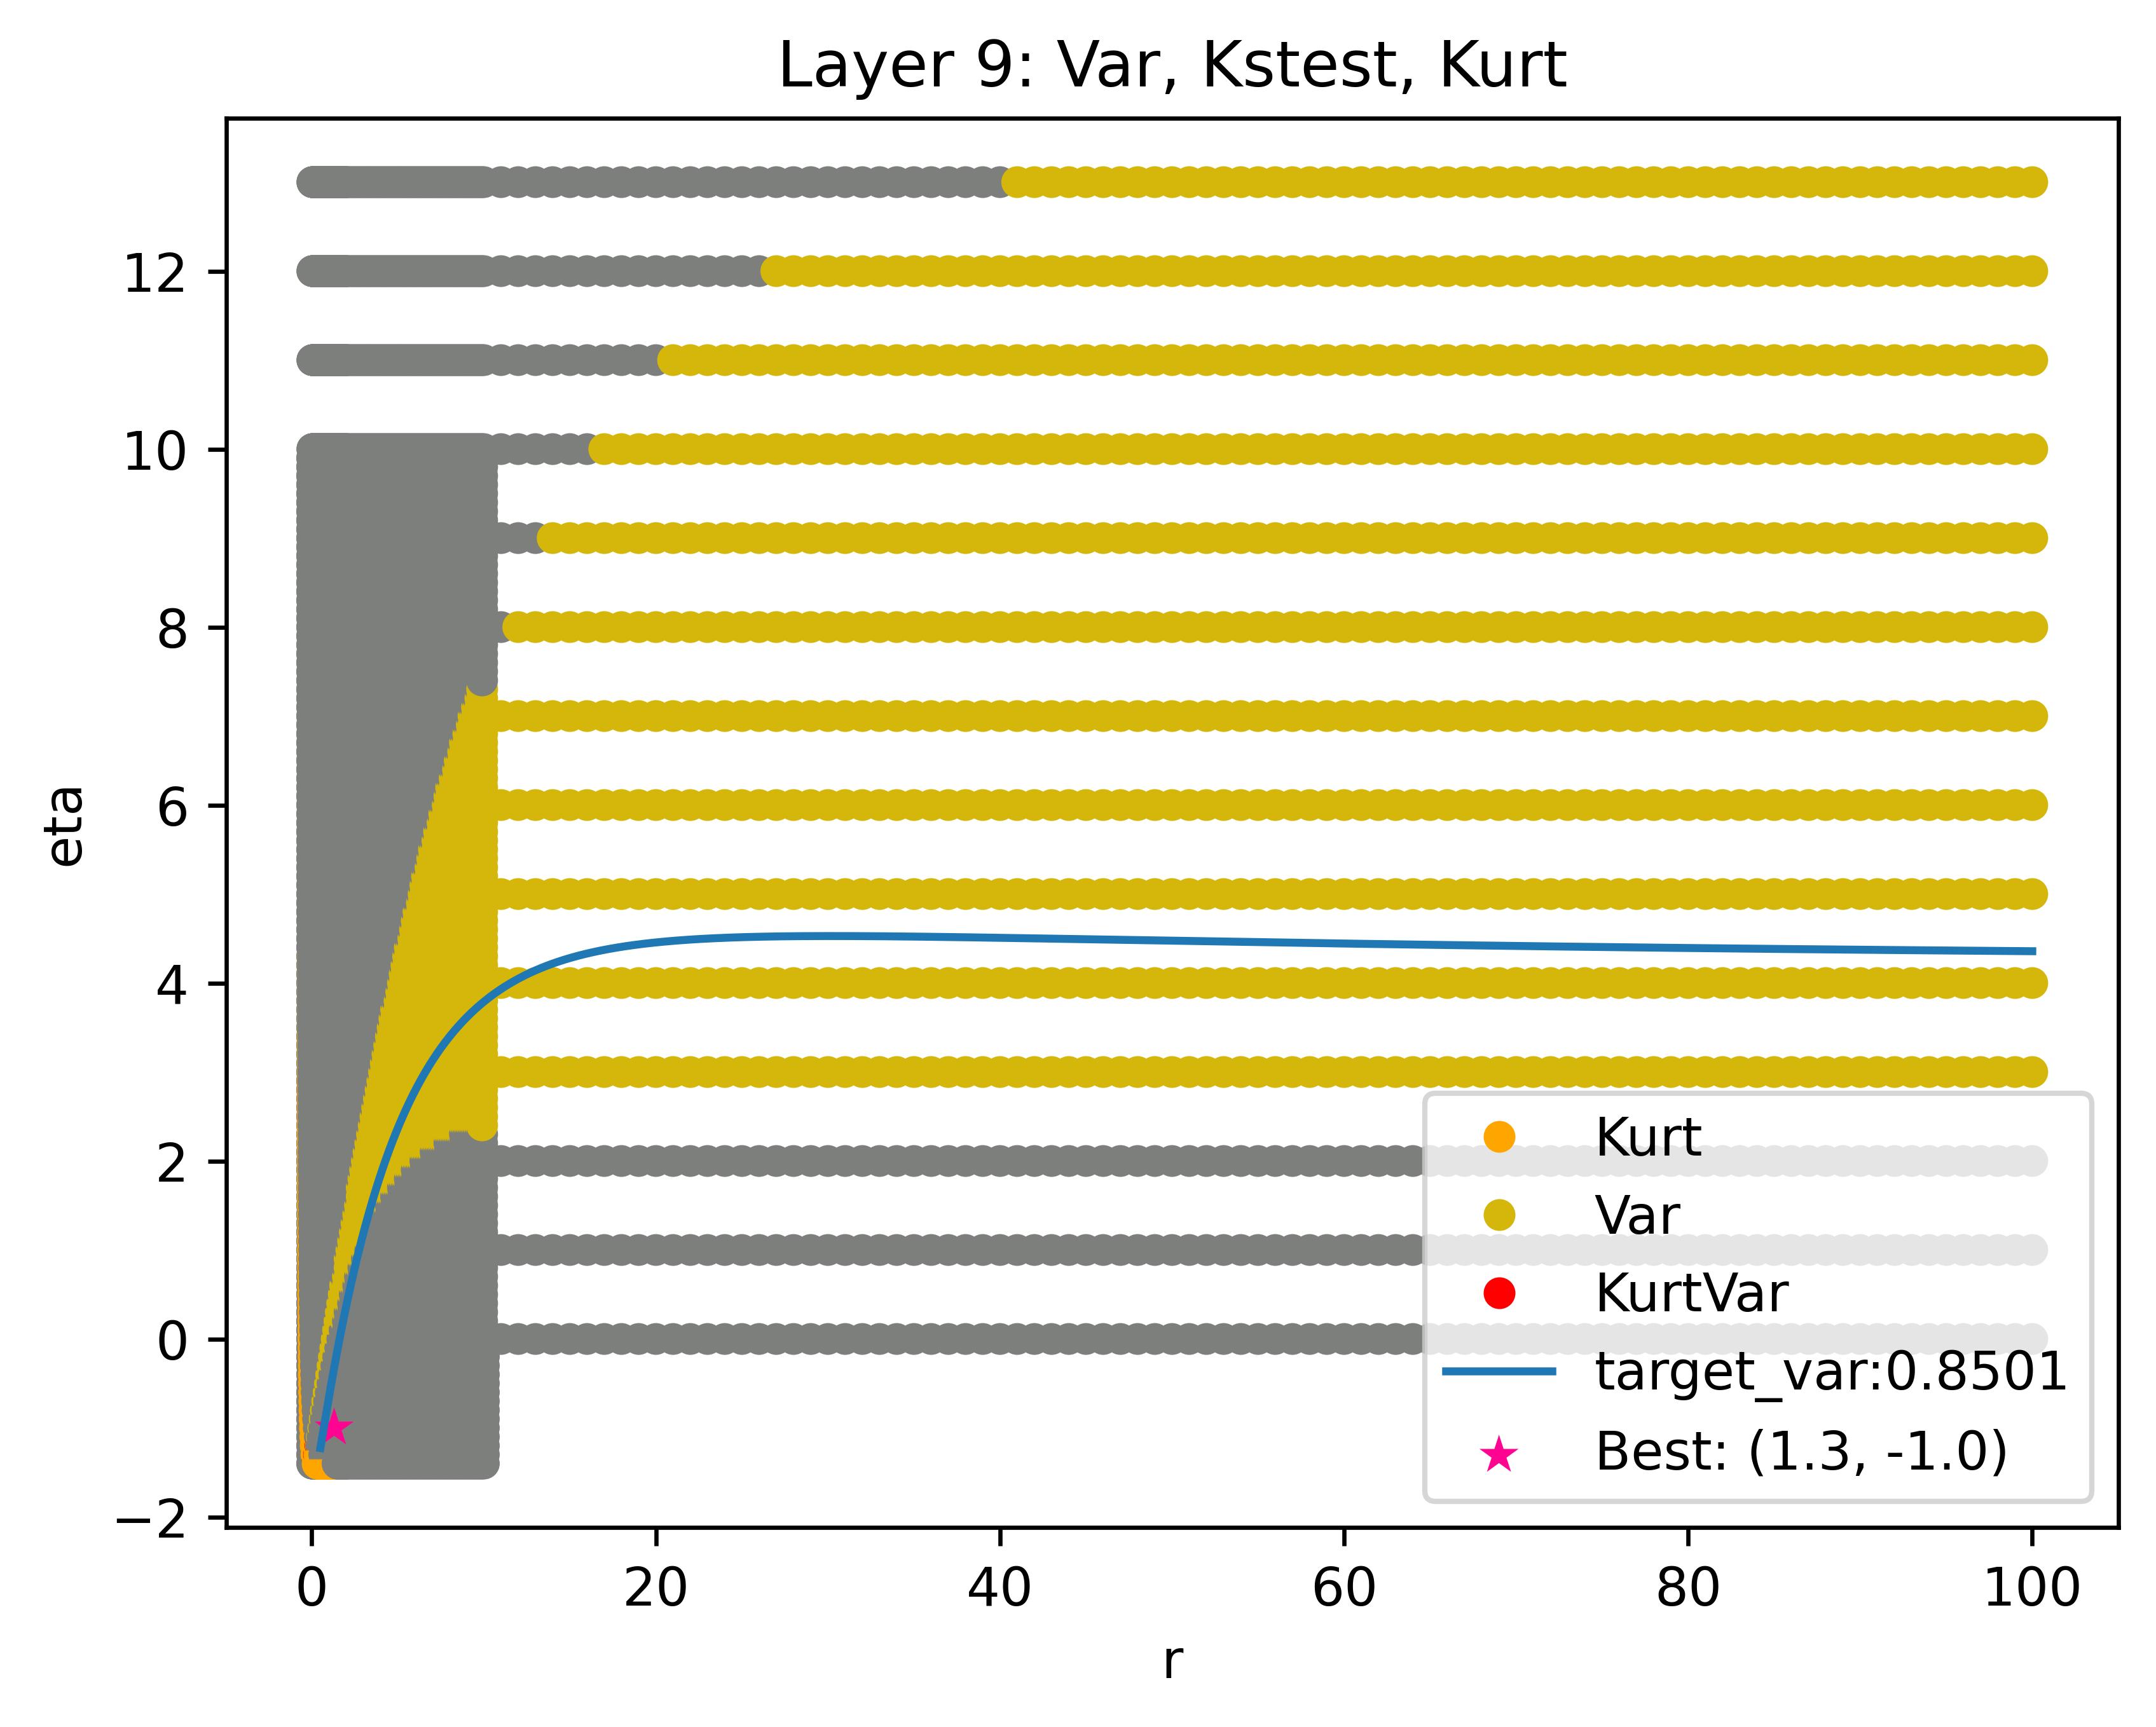 Layer 9: Var, Kstest, Kurt
eta
12
10
8
6
4
2
0
−2
0 20 40 60 80 100
r
Kurt
Var
KurtVar
target_var:0.8501
Best: (1.3, -1.0)